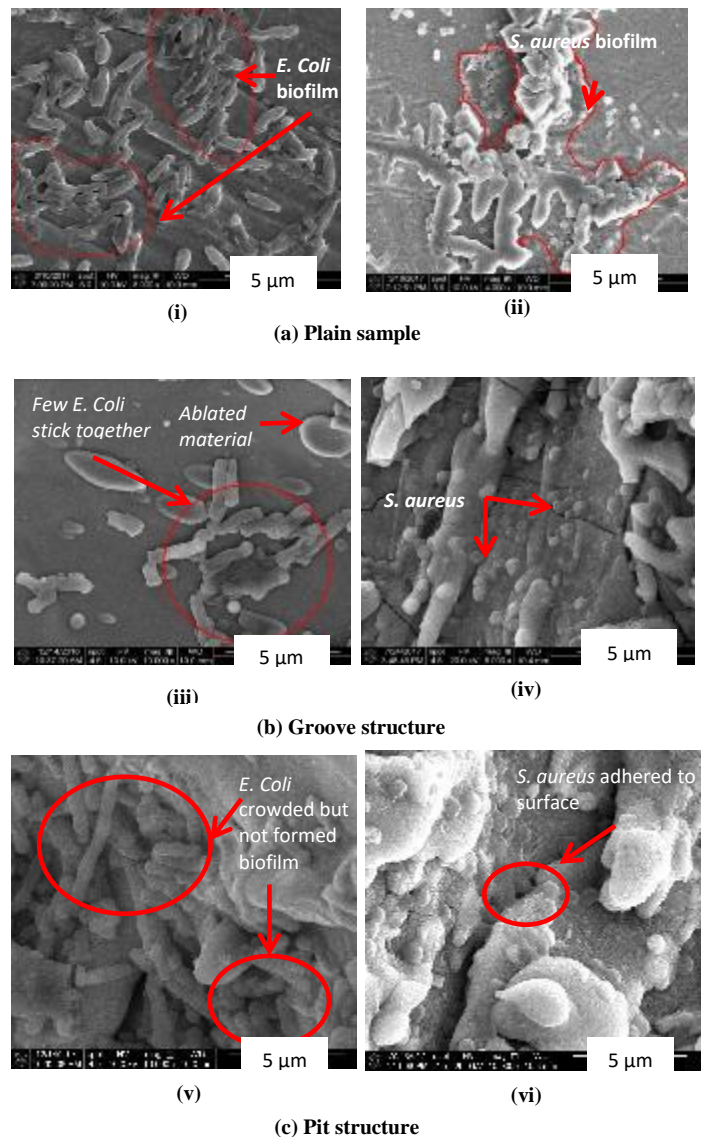 E. Coli
biofilm
S. aureus biofilm
5 µm
5 µm
(i)
(ii)
(a) Plain sample
Few E. Coli
stick together
Ablated
material
S. aureus
5 µm
5 µm
(iii)
(iv)
(b) Groove structure
E. Coli
crowded but
not formed
biofilm
S. aureus adhered to
surface
5 µm
5 µm
(v)
(vi)
(c) Pit structure